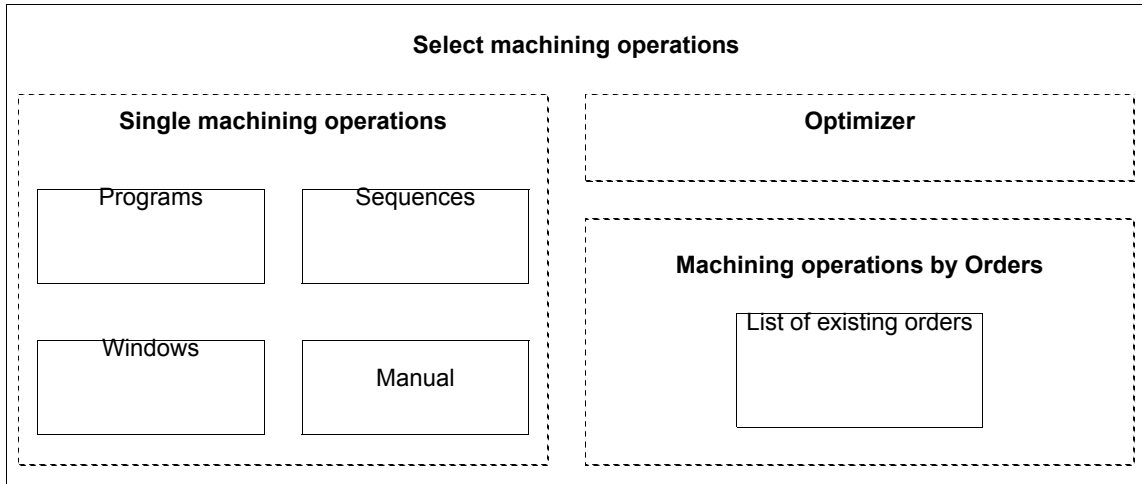 Select machining operations
Single machining operations
Programs
Sequences
Windows
Manual
Optimizer
Machining operations by Orders
List of existing orders